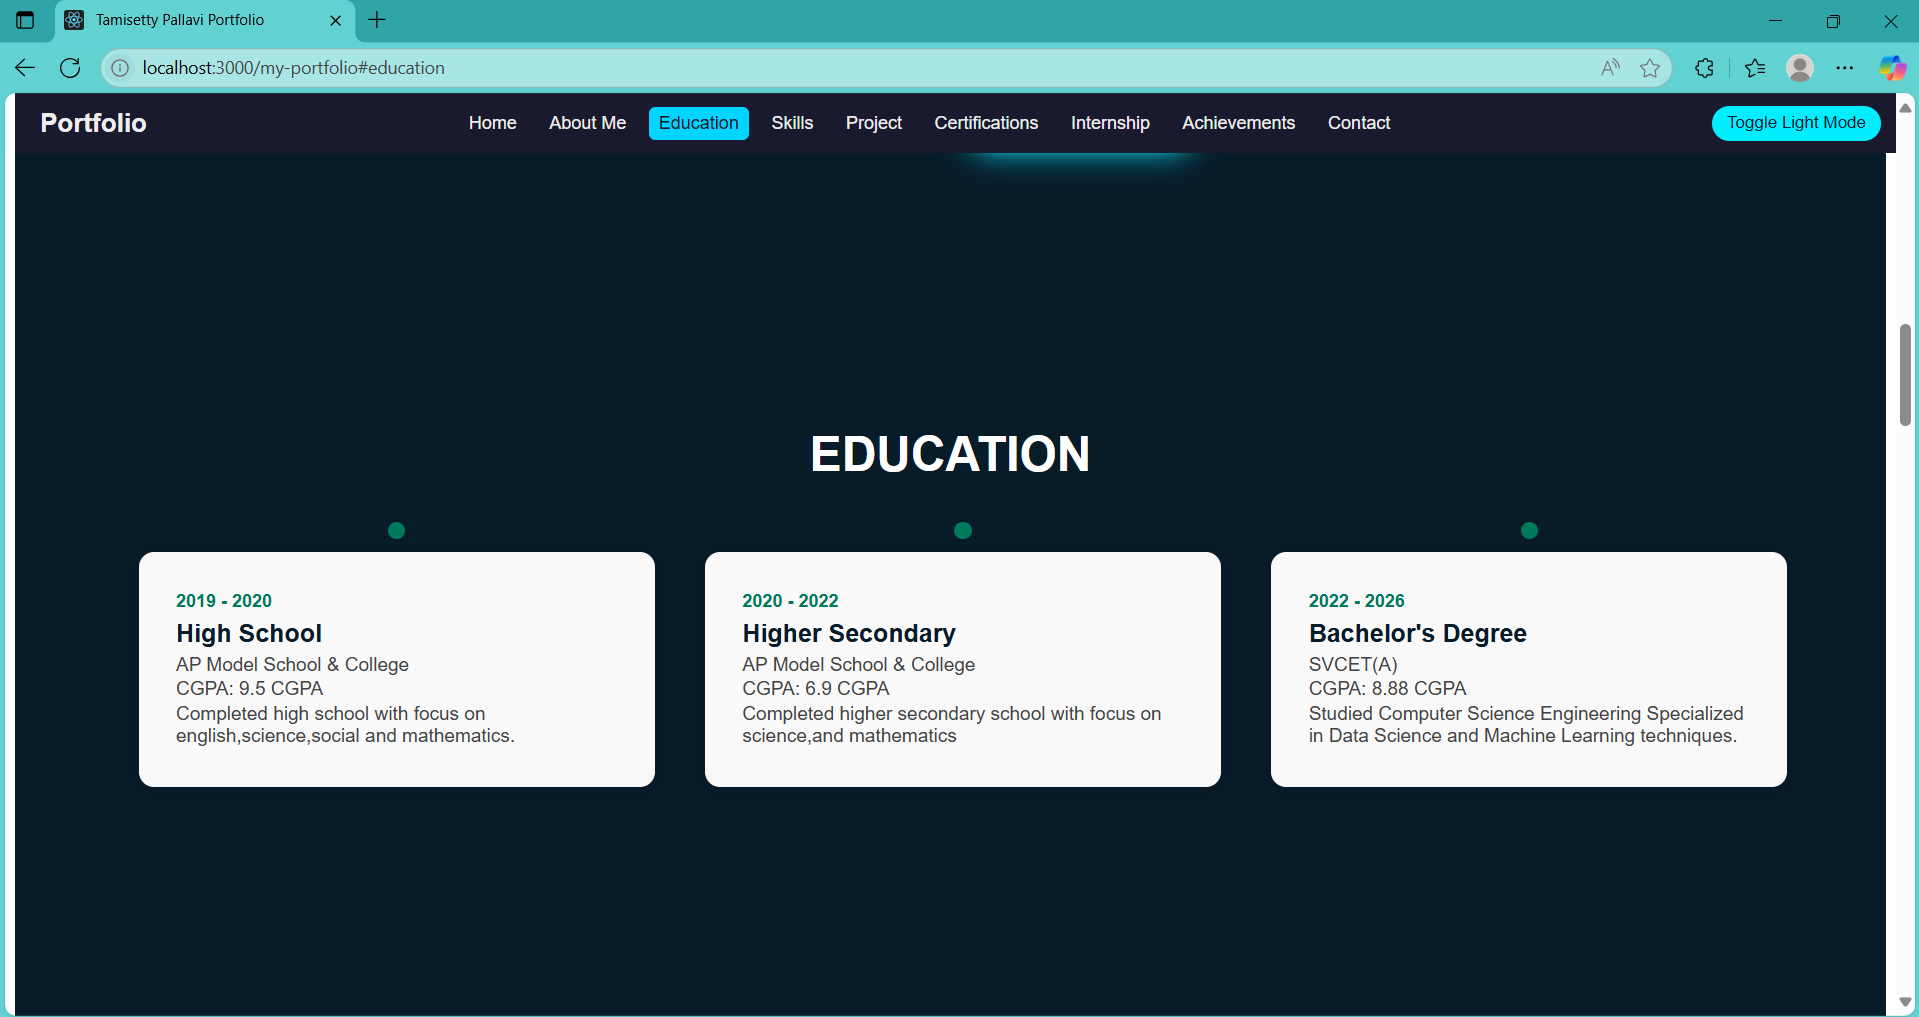 Tamisetty Pallavi Portfolio
localhost:3000/my-portfolio#education
Portfolio
Home
About Me
Education
Skills
Project
Certifications
Internship
Achievements
Contact
Toggle Light Mode
EDUCATION
2019 - 2020
High School
AP Model School & College
CGPA: 9.5 CGPA
Completed high school with focus on
english,science,social and mathematics.
2020 - 2022
Higher Secondary
AP Model School & College
CGPA: 6.9 CGPA
Completed higher secondary school with focus on
science,and mathematics
2022 - 2026
Bachelor's Degree
SVCET(A)
CGPA: 8.88 CGPA
Studied Computer Science Engineering Specialized
in Data Science and Machine Learning techniques.